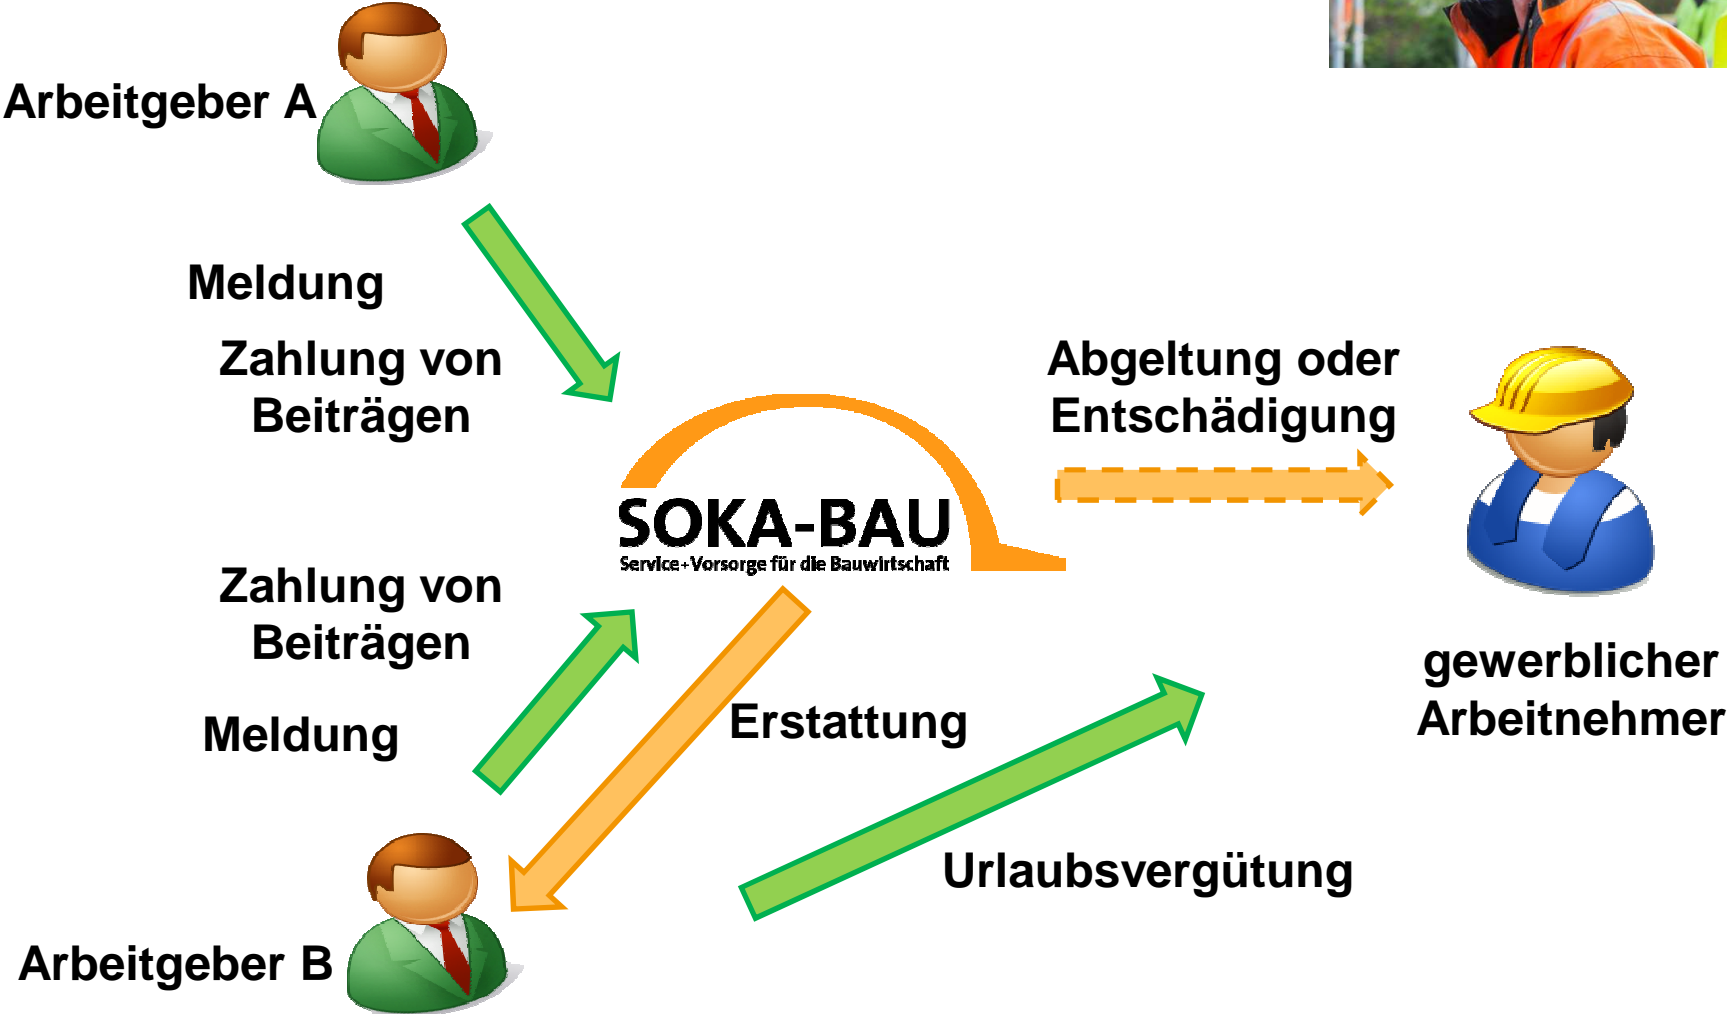 Arbeitgeber A
Meldung
Zahlung von
Beiträgen
Abgeltung oder
Entschädigung
SOKA-BAU
Service+Vorsorge für die Bauwirtschaft
Zahlung von
Beiträgen
Meldung
Erstattung
gewerblicher
Arbeitnehmer
Urlaubsvergütung
Arbeitgeber B